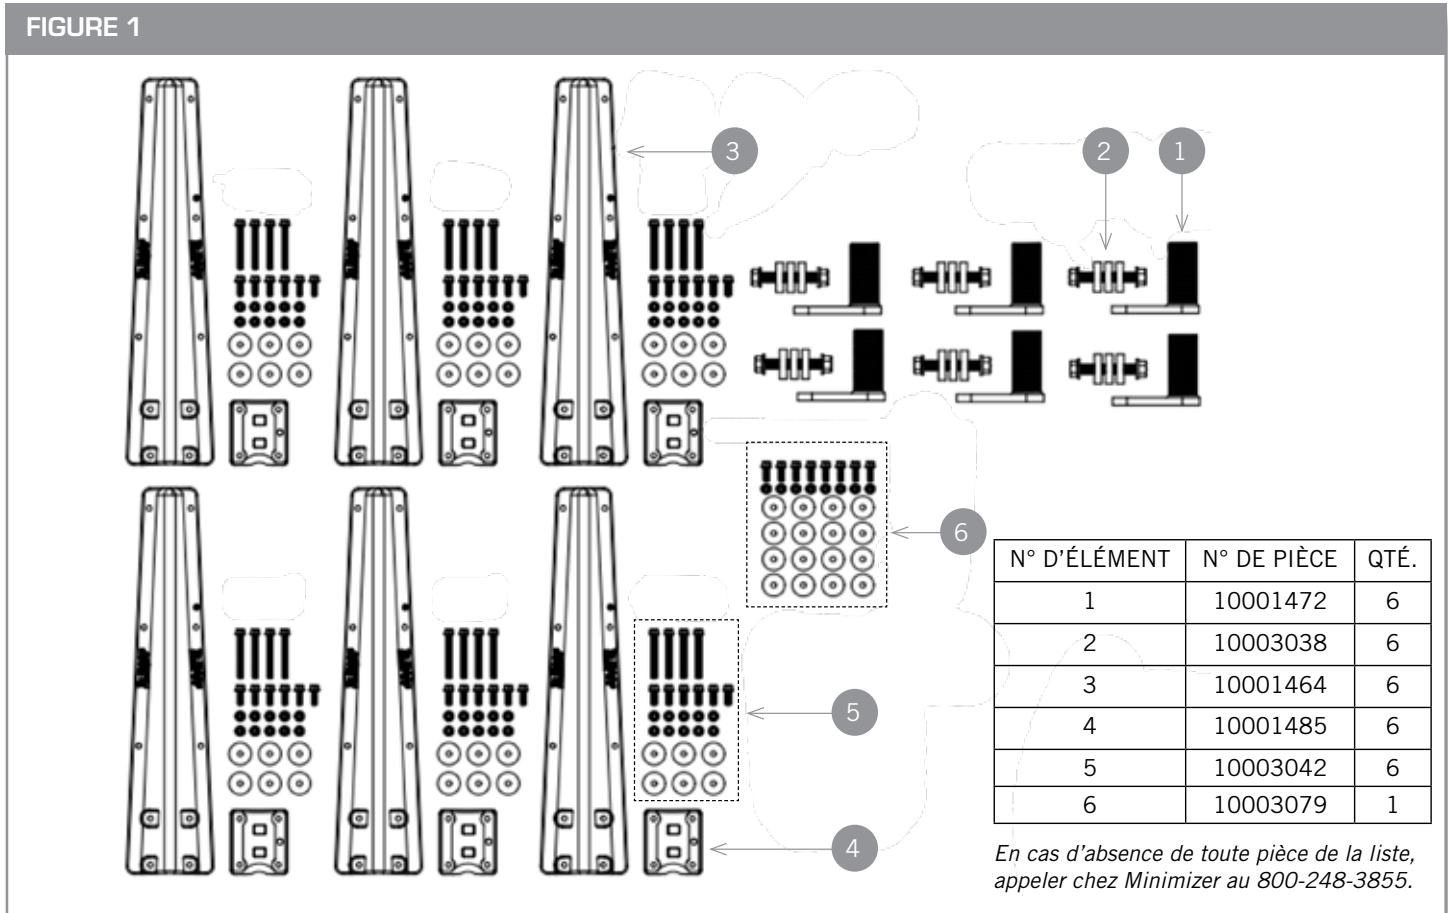 FIGURE 1
3
2
1
6
5
4
N° D'ÉLÉMENT N° DE PIÈCE QTÉ.
1 10001472 6
2 10003038 6
3 10001464 6
4 10001485 6
5 10003042 6
6 10003079 1
En cas d'absence de toute pièce de la liste,
appeler chez Minimizer au 800-248-3855.